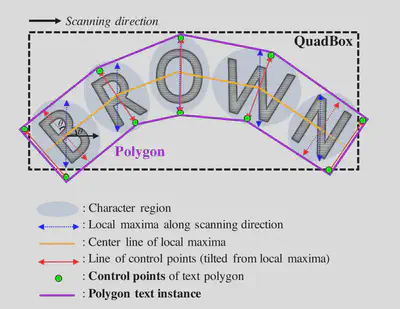 Scanning direction
QuadBox
BROWN
Polygon
: Character region
: Local maxima along scanning direction
: Center line of local maxima
: Line of control points (tilted from local maxima)
: Control points of text polygon
: Polygon text instance